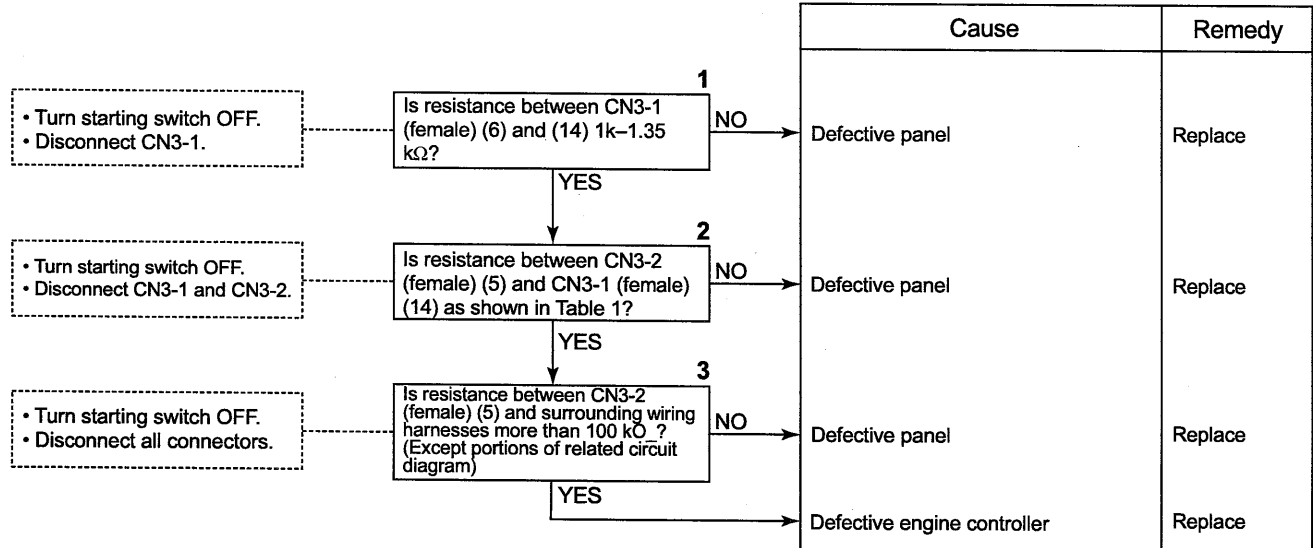 Cause
Remedy
• Turn starting switch OFF.
• Disconnect CN3-1.
1
Is resistance between CN3-1
(female) (6) and (14) 1k–1.35
kΩ?
NO
Defective panel
Replace
YES
• Turn starting switch OFF.
• Disconnect CN3-1 and CN3-2.
2
Is resistance between CN3-2
(female) (5) and CN3-1 (female)
(14) as shown in Table 1?
NO
Defective panel
Replace
YES
• Turn starting switch OFF.
• Disconnect all connectors.
3
Is resistance between CN3-2
(female) (5) and surrounding wiring
harnesses more than 100 kO_?
(Except portions of related circuit
diagram)
NO
Defective panel
Replace
YES
Defective engine controller
Replace